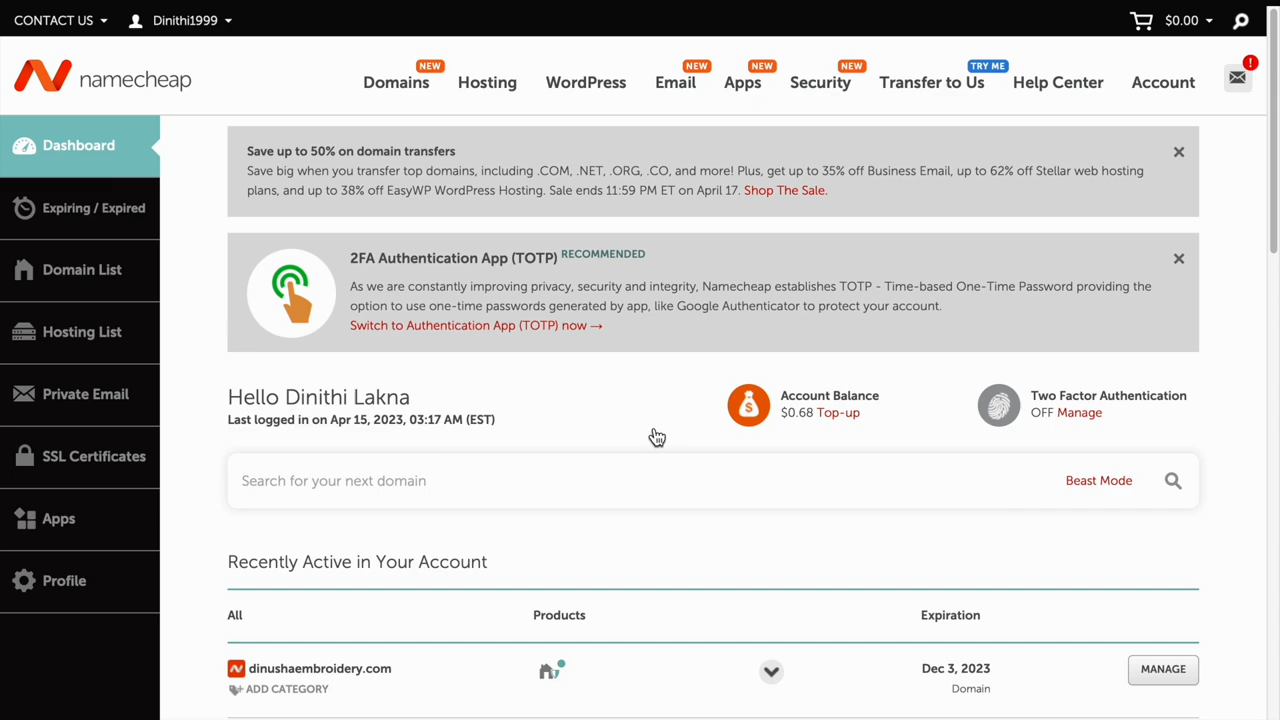 CONTACT US
Dinithi1999
$0.00
namecheap
NEW
NEW
NEW
NEW
TRY ME
Domains
Hosting
WordPress
Email
Apps
Security
Transfer to Us
Help Center
Account
!
Dashboard
Expiring / Expired
Domain List
Hosting List
Private Email
SSL Certificates
Apps
Profile
Save up to 50% on domain transfers
Save big when you transfer top domains, including .COM, .NET, .ORG, .CO, and more! Plus, get up to 35% off Business Email, up to 62% off Stellar web hosting
plans, and up to 38% off EasyWP WordPress Hosting. Sale ends 11:59 PM ET on April 17. Shop The Sale.
2FA Authentication App (TOTP) RECOMMENDED
As we are constantly improving privacy, security and integrity, Namecheap establishes TOTP - Time-based One-Time Password providing the
option to use one-time passwords generated by app, like Google Authenticator to protect your account.
Switch to Authentication App (TOTP) now →
Hello Dinithi Lakna
Last logged in on Apr 15, 2023, 03:17 AM (EST)
Account Balance
$0.68 Top-up
Two Factor Authentication
OFF Manage
Search for your next domain
Beast Mode
Recently Active in Your Account
All
Products
Expiration
dinushaembroidery.com
ADD CATEGORY
Dec 3, 2023
Domain
MANAGE